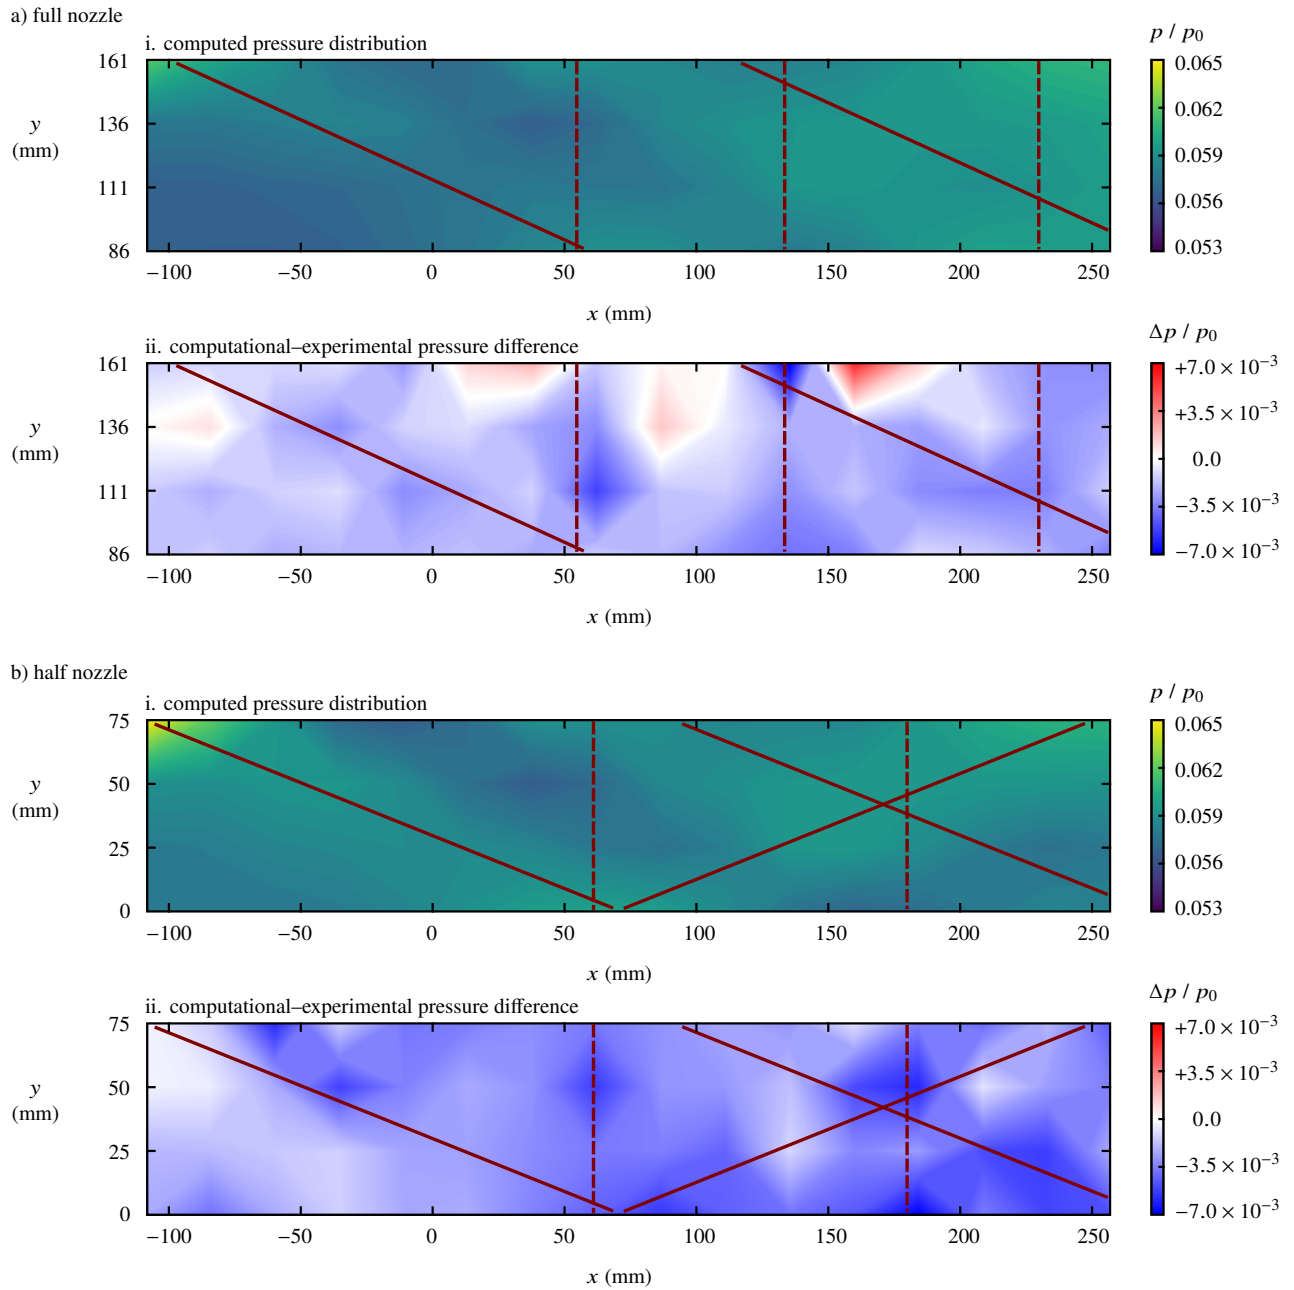 a) full nozzle
i. computed pressure distribution
p / p₀
161
136
111
86
y
(mm)
−100 −50 0 50 100 150 200 250
x (mm)
0.065
0.062
0.059
0.056
0.053
ii. computational–experimental pressure difference
Δp / p₀
161
136
111
86
y
(mm)
−100 −50 0 50 100 150 200 250
x (mm)
+7.0 × 10⁻³
+3.5 × 10⁻³
0.0
−3.5 × 10⁻³
−7.0 × 10⁻³
b) half nozzle
i. computed pressure distribution
p / p₀
75
50
25
0
y
(mm)
−100 −50 0 50 100 150 200 250
x (mm)
0.065
0.062
0.059
0.056
0.053
ii. computational–experimental pressure difference
Δp / p₀
75
50
25
0
y
(mm)
−100 −50 0 50 100 150 200 250
x (mm)
+7.0 × 10⁻³
+3.5 × 10⁻³
0.0
−3.5 × 10⁻³
−7.0 × 10⁻³